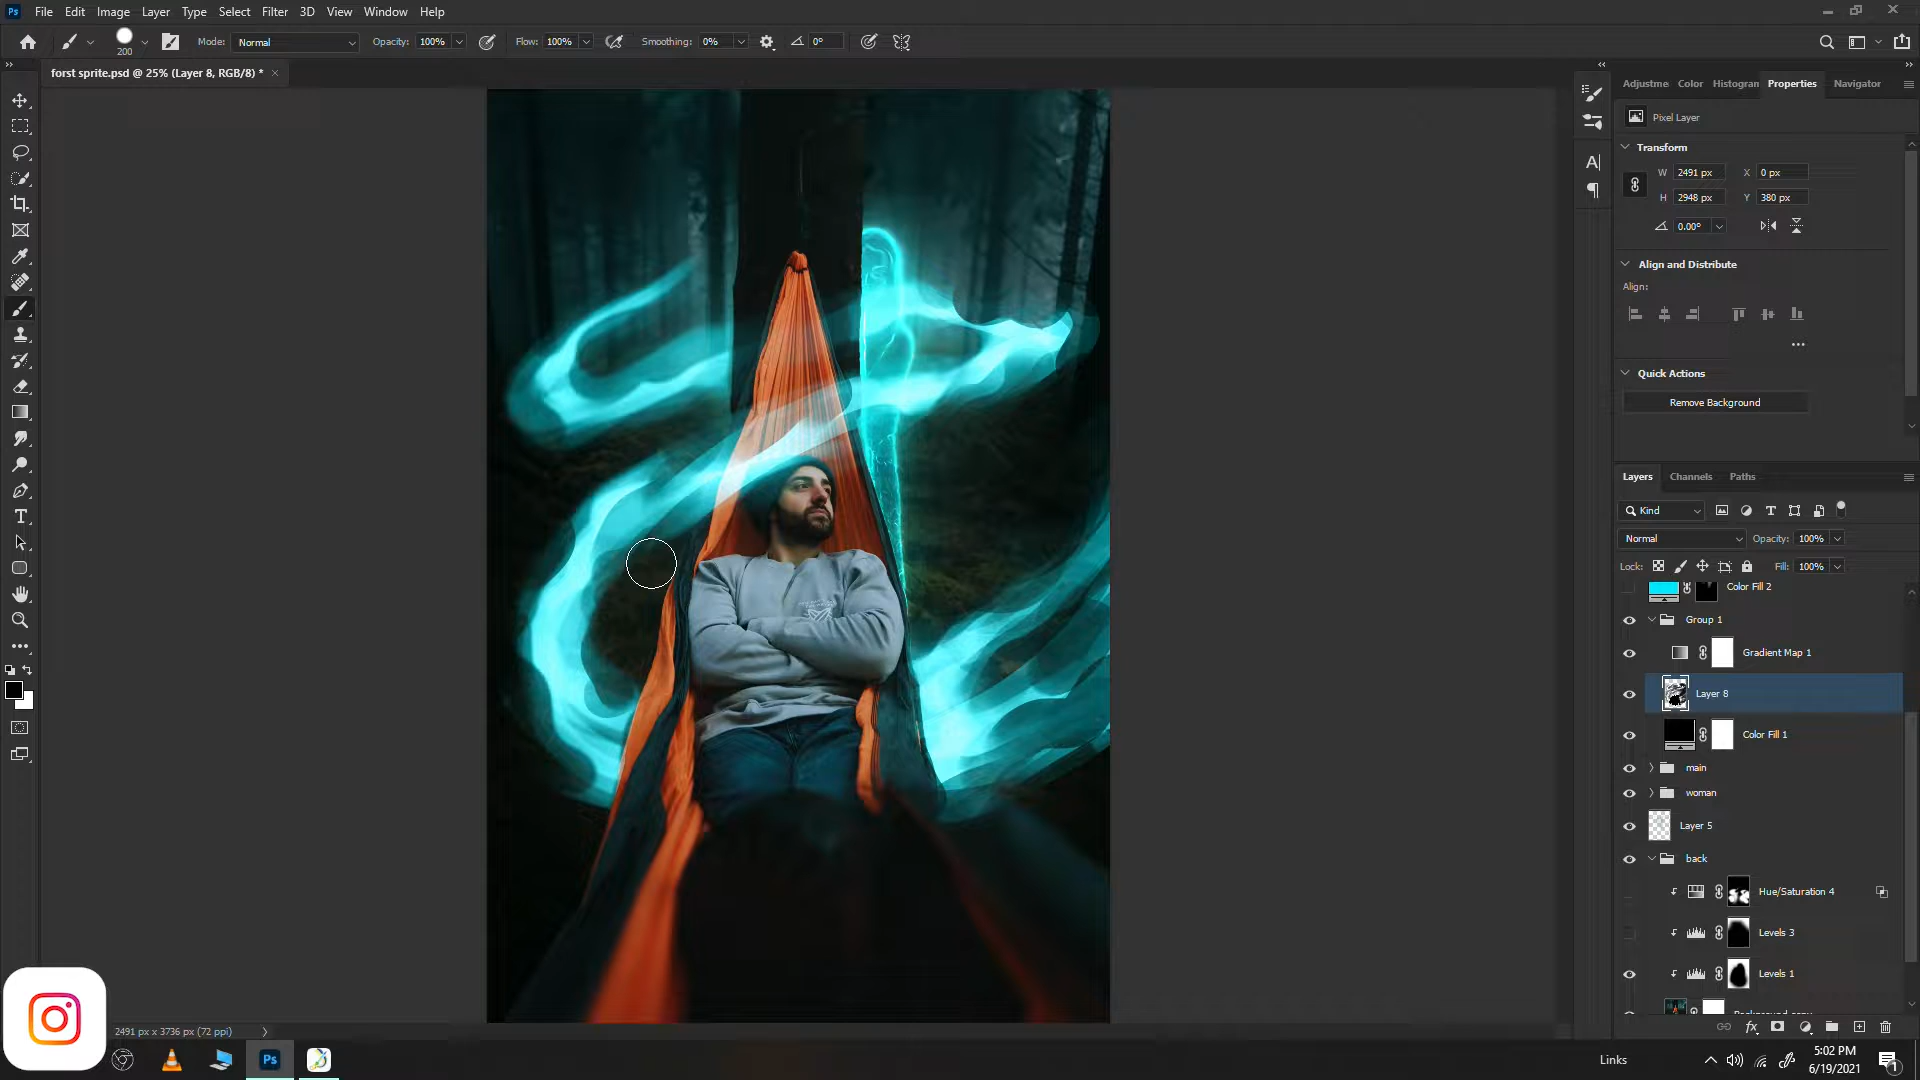 Ps File Edit Image Layer Type Select Filter 3D View Window Help
200 Mode: Normal Opacity: 100% Flow: 100% Smoothing: 0% 0°
forst sprite.psd @ 25% (Layer 8, RGB/8) * ×
Adjustme Color Histogran Properties Navigator
Pixel Layer
Transform
W 2491 px X 0 px
H 2948 px Y 380 px
0.00°
Align and Distribute
Align:
Quick Actions
Remove Background
Layers Channels Paths
Kind
Normal Opacity: 100%
Lock: Fill: 100%
Color Fill 2
Group 1
Gradient Map 1
Layer 8
Color Fill 1
main
woman
Layer 5
back
Hue/Saturation 4
Levels 3
Levels 1
2491 px x 3736 px (72 ppi)
Ps
Links
5:02 PM
6/19/2021
1